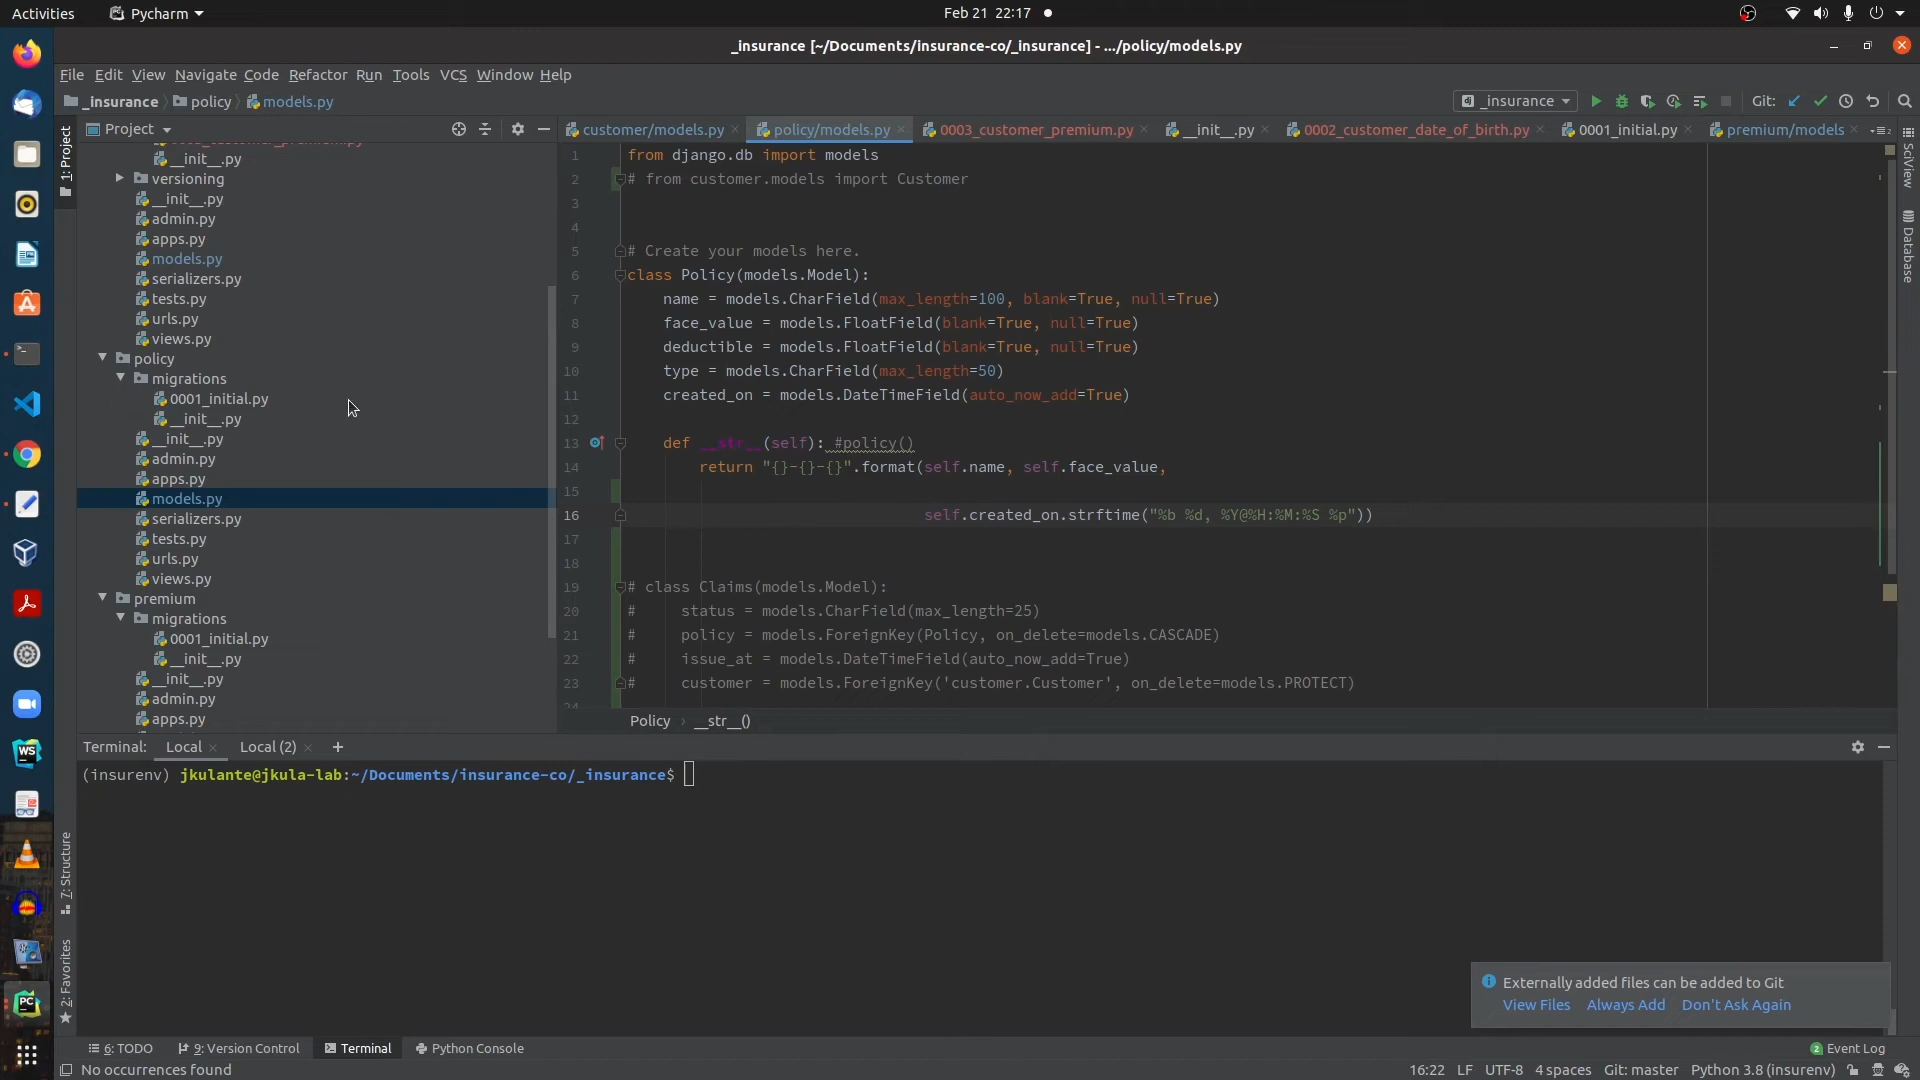 Activities
Pycharm
Feb 21 22:17
_insurance [~/Documents/insurance-co/_insurance] - .../policy/models.py
File Edit View Navigate Code Refactor Run Tools VCS Window Help
_insurance policy models.py
_insurance
Git:
1: Project
Project
customer/models.py
policy/models.py
0003_customer_premium.py
__init__.py
0002_customer_date_of_birth.py
0001_initial.py
premium/models
__init__.py
versioning
__init__.py
admin.py
apps.py
models.py
serializers.py
tests.py
urls.py
views.py
policy
migrations
0001_initial.py
__init__.py
__init__.py
admin.py
apps.py
models.py
serializers.py
tests.py
urls.py
views.py
premium
migrations
0001_initial.py
__init__.py
__init__.py
admin.py
apps.py
1 from django.db import models
2 # from customer.models import Customer
3
4
5 # Create your models here.
6 class Policy(models.Model):
7 name = models.CharField(max_length=100, blank=True, null=True)
8 face_value = models.FloatField(blank=True, null=True)
9 deductible = models.FloatField(blank=True, null=True)
10 type = models.CharField(max_length=50)
11 created_on = models.DateTimeField(auto_now_add=True)
12
13 def __str__(self): #policy()
14 return "{}-{}-{}".format(self.name, self.face_value,
15
16 self.created_on.strftime("%b %d, %Y@%H:%M:%S %p"))
17
18
19 # class Claims(models.Model):
20 # status = models.CharField(max_length=25)
21 # policy = models.ForeignKey(Policy, on_delete=models.CASCADE)
22 # issue_at = models.DateTimeField(auto_now_add=True)
23 # customer = models.ForeignKey('customer.Customer', on_delete=models.PROTECT)
24
Policy __str__()
SciView
Database
Terminal: Local Local (2)
(insurenv) jkulante@jkula-lab:~/Documents/insurance-co/_insurance$
7: Structure
2: Favorites
Externally added files can be added to Git
View Files Always Add Don't Ask Again
6: TODO 9: Version Control Terminal Python Console
2 Event Log
No occurrences found
16:22 LF UTF-8 4 spaces Git: master Python 3.8 (insurenv)